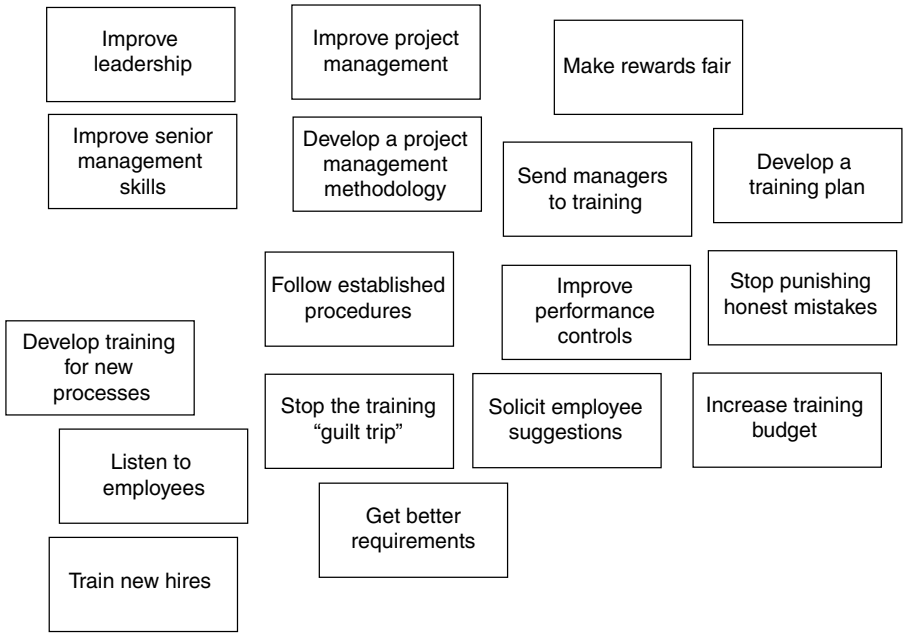 Improve
leadership
Improve project
management
Make rewards fair
Improve senior
management
skills
Develop a project
management
methodology
Send managers
to training
Develop a
training plan
Follow established
procedures
Improve
performance
controls
Stop punishing
honest mistakes
Develop training
for new
processes
Stop the training
“guilt trip”
Solicit employee
suggestions
Increase training
budget
Listen to
employees
Get better
requirements
Train new hires